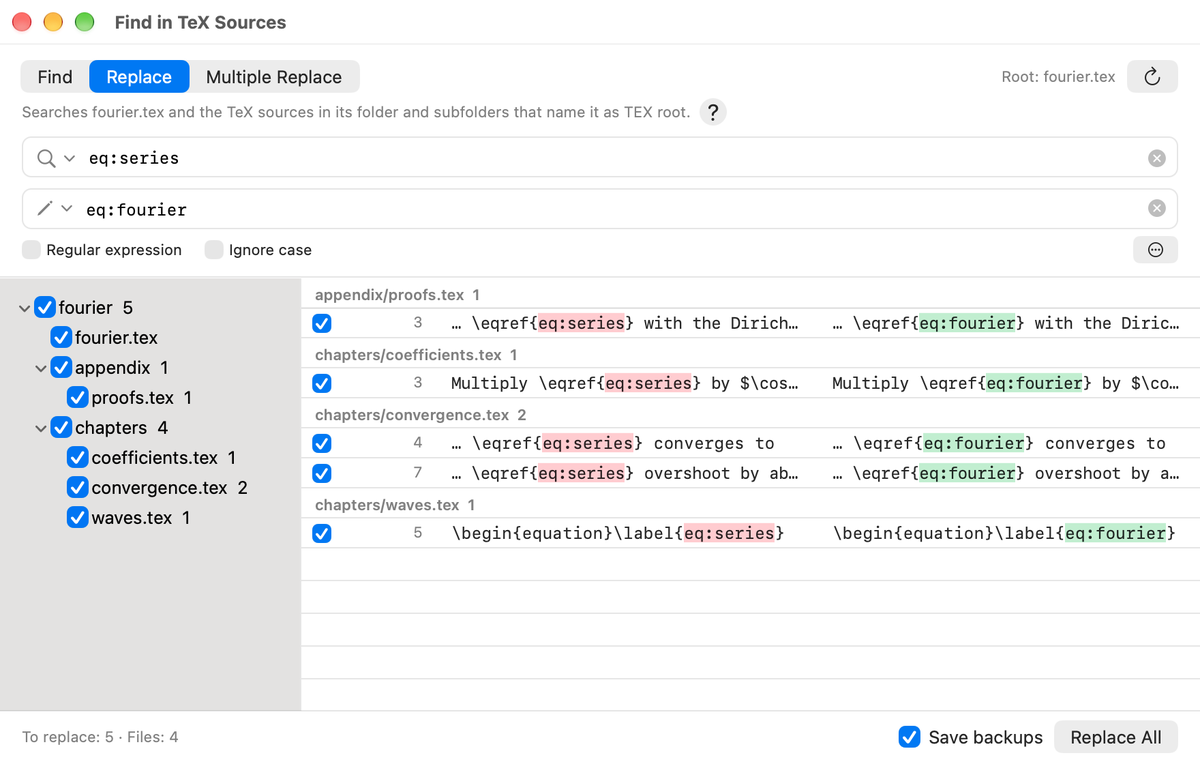 Find in TeX Sources
Find Replace Multiple Replace Root: fourier.tex
Searches fourier.tex and the TeX sources in its folder and subfolders that name it as TEX root. ?
eq:series
eq:fourier
Regular expression Ignore case
fourier 5
fourier.tex
appendix 1
proofs.tex 1
chapters 4
coefficients.tex 1
convergence.tex 2
waves.tex 1
appendix/proofs.tex 1
3 … \eqref{eq:series} with the Dirich… … \eqref{eq:fourier} with the Diric…
chapters/coefficients.tex 1
3 Multiply \eqref{eq:series} by $\cos… Multiply \eqref{eq:fourier} by $\co…
chapters/convergence.tex 2
4 … \eqref{eq:series} converges to … \eqref{eq:fourier} converges to
7 … \eqref{eq:series} overshoot by ab… … \eqref{eq:fourier} overshoot by a…
chapters/waves.tex 1
5 \begin{equation}\label{eq:series} \begin{equation}\label{eq:fourier}
To replace: 5 · Files: 4 Save backups Replace All